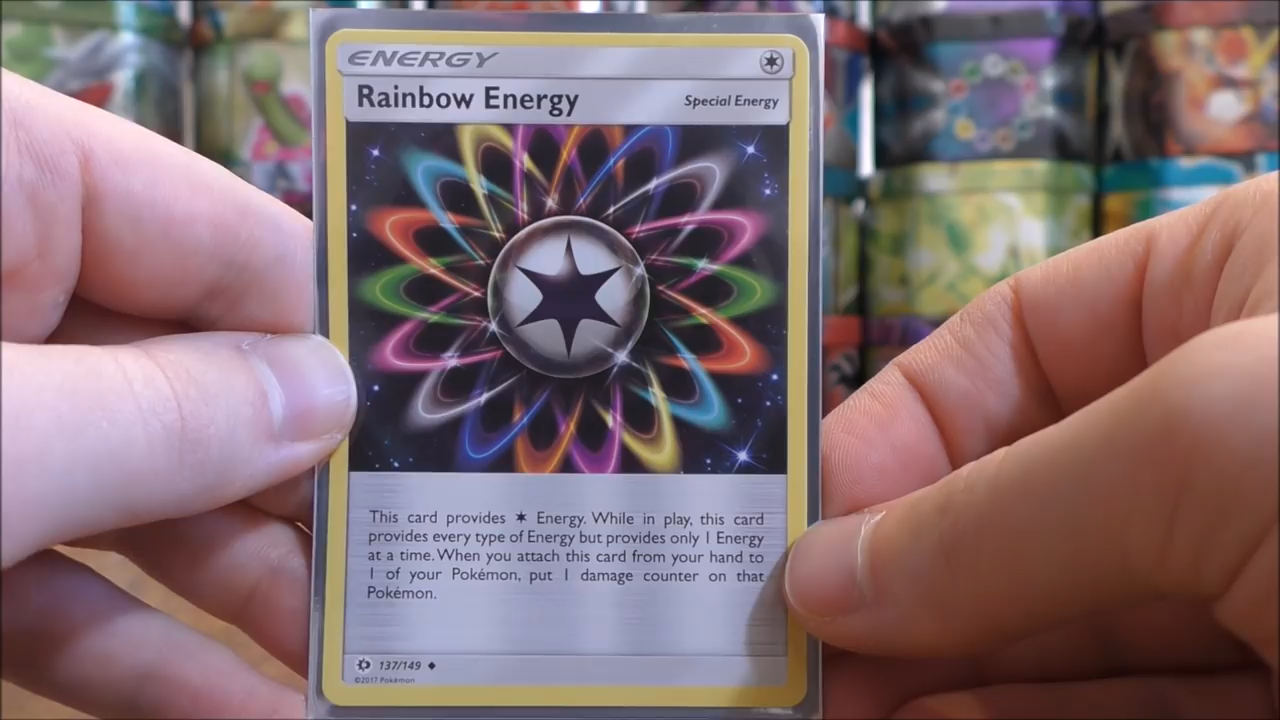 ENERGY
Rainbow Energy
Special Energy
This card provides ✶ Energy. While in play, this card
provides every type of Energy but provides only 1 Energy
at a time. When you attach this card from your hand to
1 of your Pokémon, put 1 damage counter on that
Pokémon.
137/149 ◆
©2017 Pokémon